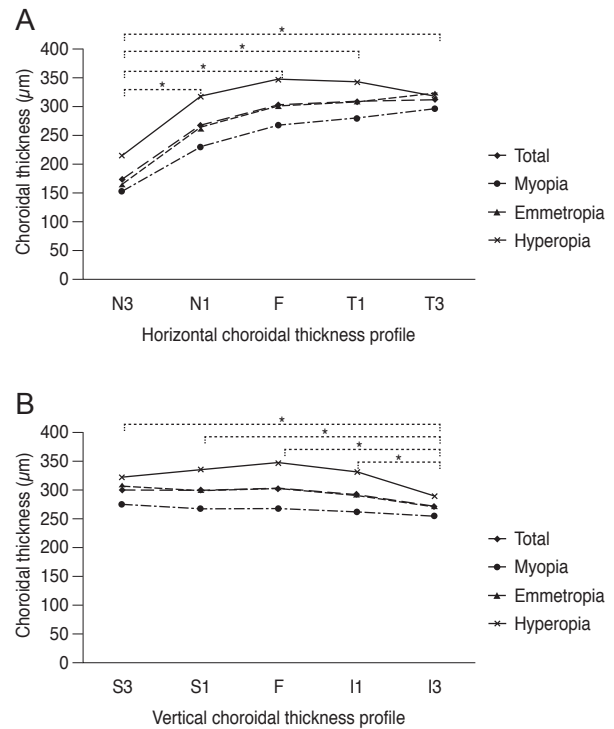 A
*
*
*
*
400
350
300
250
200
150
100
50
0
Choroidal thickness (µm)
N3 N1 F T1 T3
Horizontal choroidal thickness profile
Total
Myopia
Emmetropia
Hyperopia
B
*
*
*
*
400
350
300
250
200
150
100
50
0
Choroidal thickness (µm)
S3 S1 F I1 I3
Vertical choroidal thickness profile
Total
Myopia
Emmetropia
Hyperopia